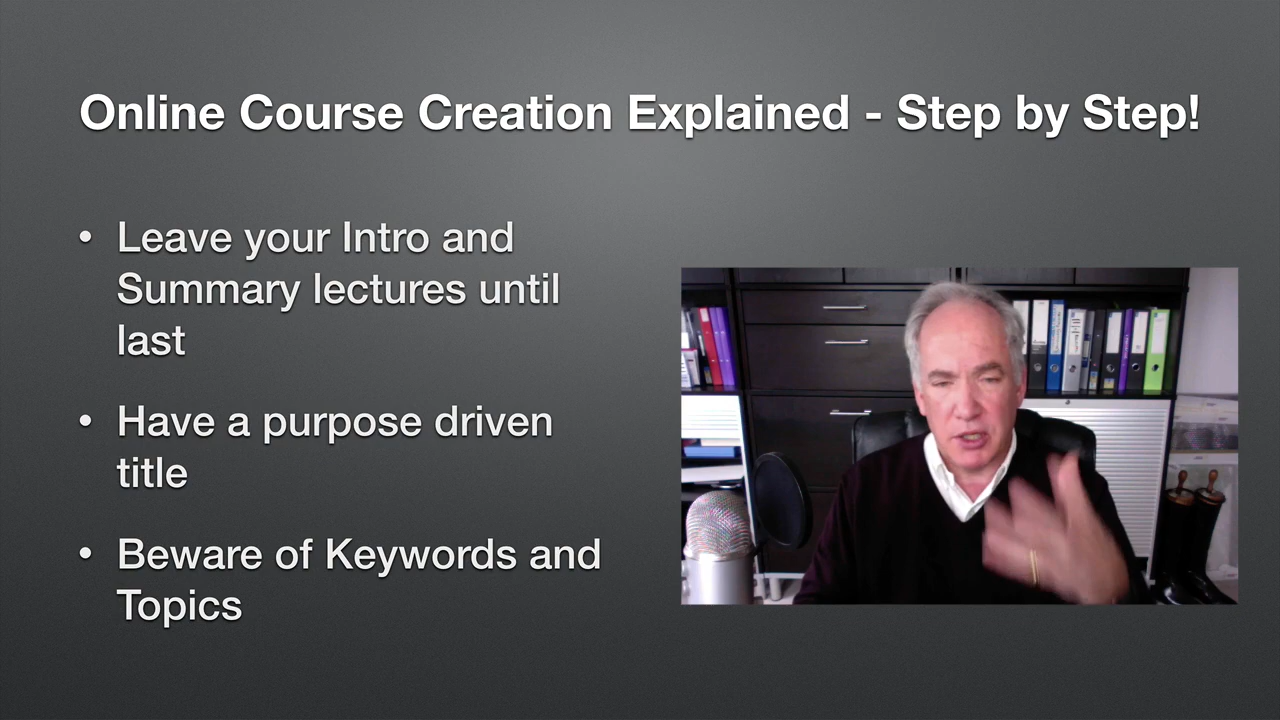 Online Course Creation Explained - Step by Step!
• Leave your Intro and
Summary lectures until
last
• Have a purpose driven
title
• Beware of Keywords and
Topics